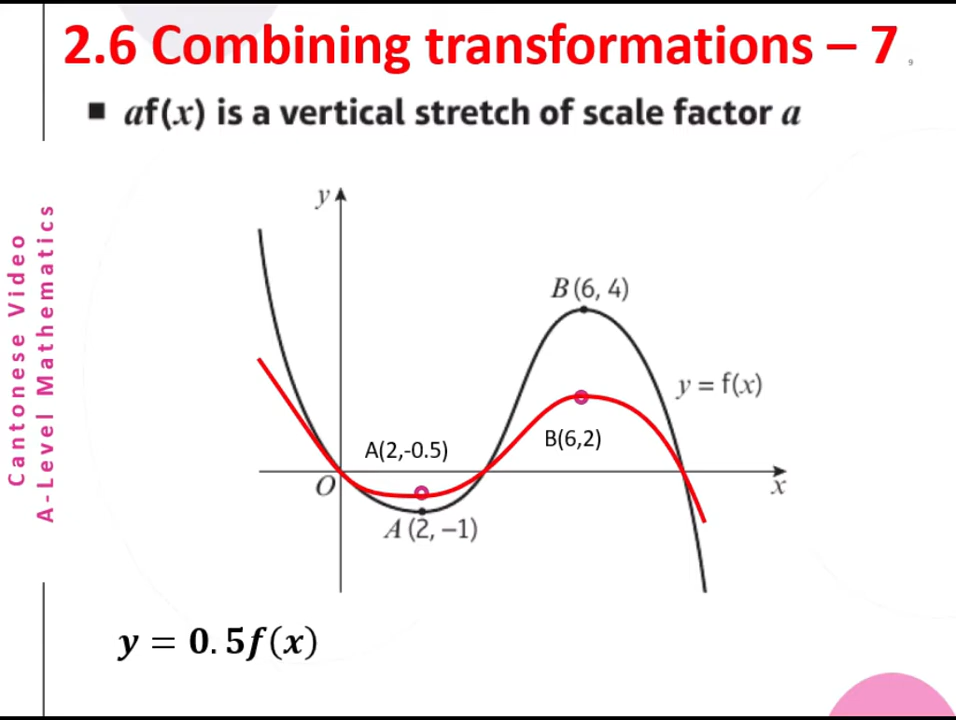 2.6 Combining transformations – 7
9
■ af(x) is a vertical stretch of scale factor a
Cantonese Video
A-Level Mathematics
y
B (6, 4)
y = f(x)
A(2,-0.5)
B(6,2)
O
x
A (2, −1)
y = 0.5f(x)